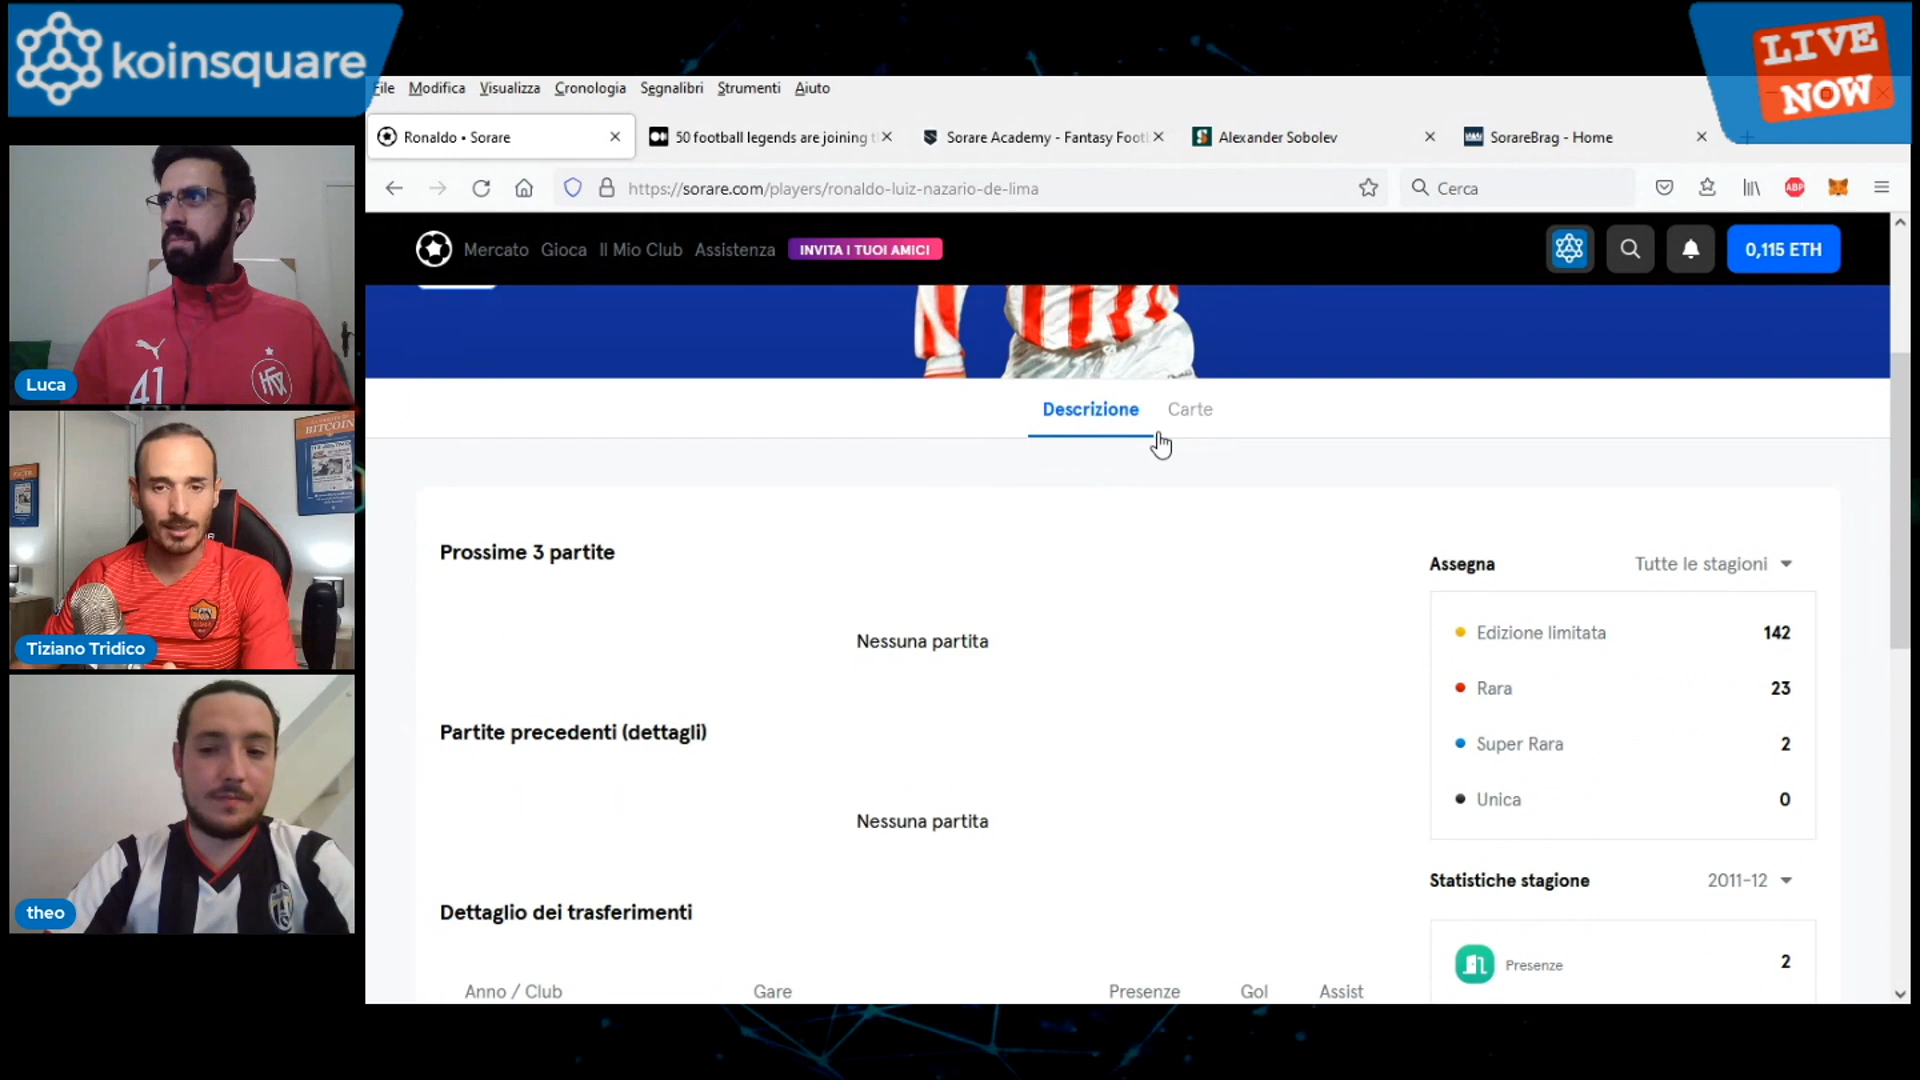 koinsquare
LIVE
NOW
File Modifica Visualizza Cronologia Segnalibri Strumenti Aiuto
Ronaldo • Sorare
50 football legends are joining t
Sorare Academy - Fantasy Footl
Alexander Sobolev
SorareBrag - Home
https://sorare.com/players/ronaldo-luiz-nazario-de-lima
Cerca
ABP
Mercato Gioca Il Mio Club Assistenza INVITA I TUOI AMICI
0,115 ETH
Descrizione Carte
Prossime 3 partite
Nessuna partita
Partite precedenti (dettagli)
Nessuna partita
Dettaglio dei trasferimenti
Anno / Club Gare Presenze Gol Assist
Assegna Tutte le stagioni
Edizione limitata 142
Rara 23
Super Rara 2
Unica 0
Statistiche stagione 2011-12
Presenze 2
41
Luca
BITCOIN
Tiziano Tridico
theo